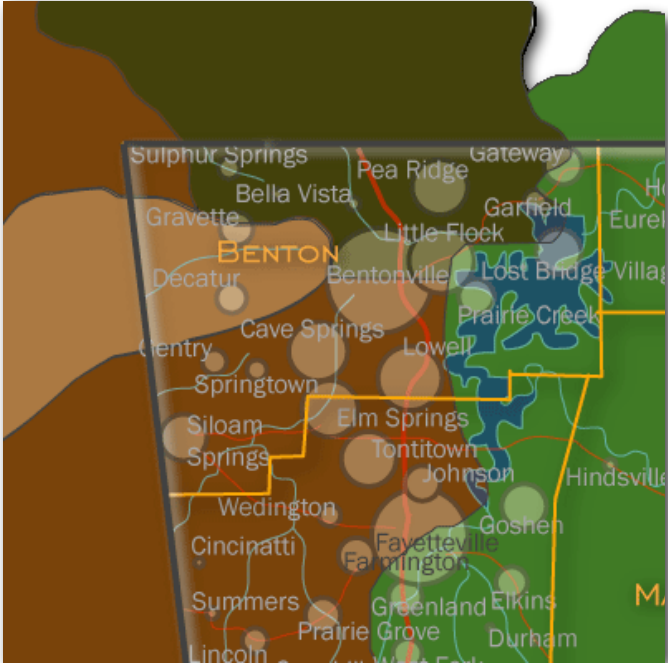 Sulphur Springs
Gateway
Pea Ridge
Bella Vista
Garfield
Gravette
Little Flock
BENTON
Bentonville
Decatur
Prairie Creek
Cave Springs
Lowell
Springtown
Elm Springs
Siloam
Springs
Tontitown
Johnson
Hindsville
Wedington
Goshen
Fayetteville
Cincinatti
Farmington
Summers
Greenland
Elkins
Prairie Grove
Durham
Lincoln
Lost Bridge Villag
Eurel
entry
MA